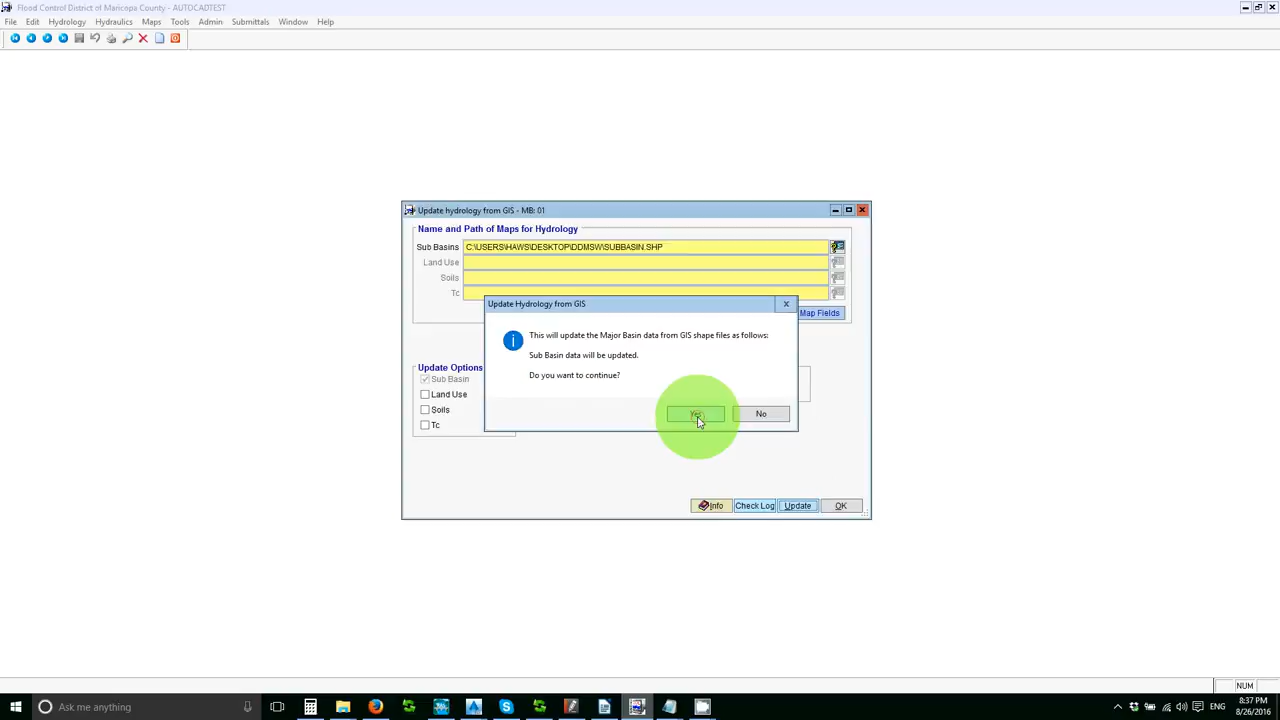 Flood Control District of Maricopa County - AUTOCADTEST
File Edit Hydrology Hydraulics Maps Tools Admin Submittals Window Help
Update hydrology from GIS - MB: 01
Name and Path of Maps for Hydrology
Sub Basins C:\USERS\HAWS\DESKTOP\DDMSW\SUBBASIN.SHP
Land Use
Soils
Tc
Map Fields
Update Hydrology from GIS
This will update the Major Basin data from GIS shape files as follows:
Sub Basin data will be updated.
Do you want to continue?
Yes No
Update Options
Sub Basin
Land Use
Soils
Tc
Info Check Log Update OK
NUM
Ask me anything
ENG
8:37 PM
8/26/2016